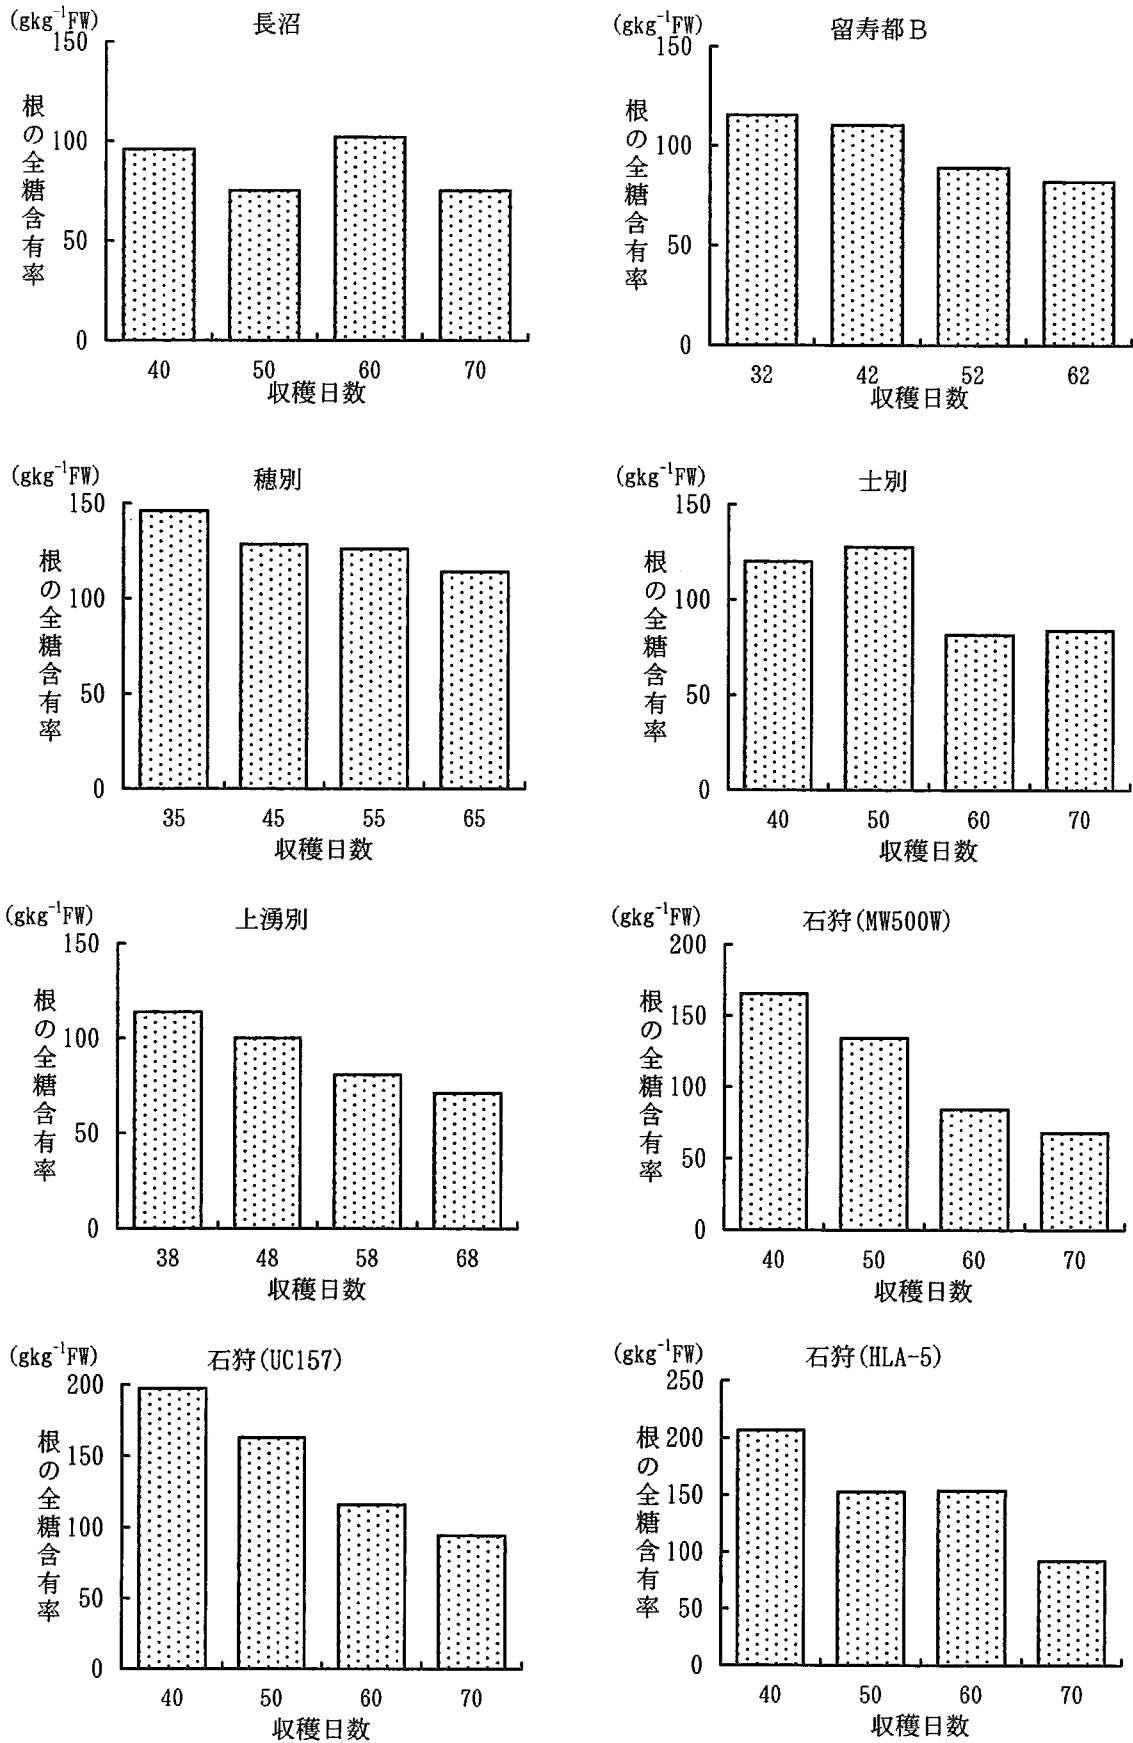 (gkg⁻¹FW)
長沼
150
100
50
0
根の全糖含有率
40 50 60 70
収穫日数
(gkg⁻¹FW)
留寿都B
150
100
50
0
根の全糖含有率
32 42 52 62
収穫日数
(gkg⁻¹FW)
穂別
150
100
50
0
根の全糖含有率
35 45 55 65
収穫日数
(gkg⁻¹FW)
士別
150
100
50
0
根の全糖含有率
40 50 60 70
収穫日数
(gkg⁻¹FW)
上湧別
150
100
50
0
根の全糖含有率
38 48 58 68
収穫日数
(gkg⁻¹FW)
石狩(MW500W)
200
150
100
50
0
根の全糖含有率
40 50 60 70
収穫日数
(gkg⁻¹FW)
石狩(UC157)
200
150
100
50
0
根の全糖含有率
40 50 60 70
収穫日数
(gkg⁻¹FW)
石狩(HLA-5)
250
200
150
100
50
0
根の全糖含有率
40 50 60 70
収穫日数